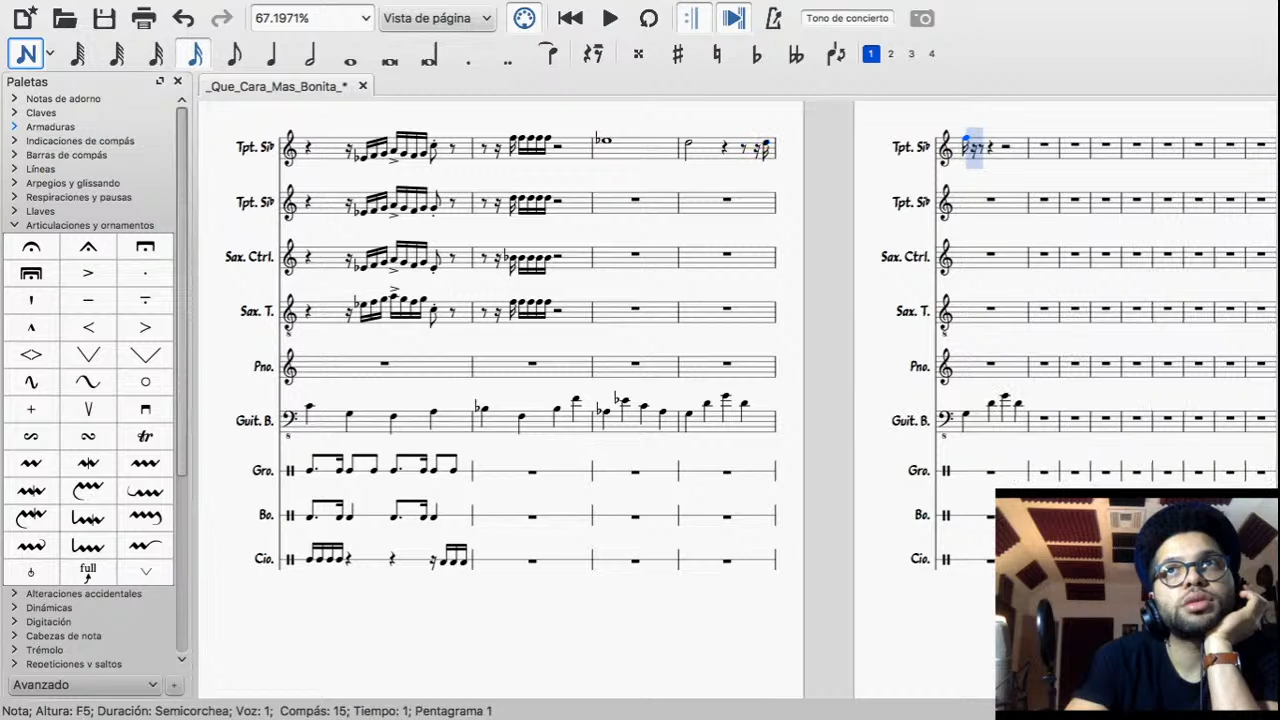 67.1971%
Vista de página
Tono de concierto
1 2 3 4
Paletas
_Que_Cara_Mas_Bonita_*
Notas de adorno
Claves
Armaduras
Indicaciones de compás
Barras de compás
Líneas
Arpegios y glissando
Respiraciones y pausas
Llaves
Articulaciones y ornamentos
full
Alteraciones accidentales
Dinámicas
Digitación
Cabezas de nota
Trémolo
Repeticiones y saltos
Avanzado
+
Tpt. Si♭
Tpt. Si♭
Sax. Ctrl.
Sax. T.
Pno.
Guit. B.
Gro.
Bo.
Cio.
Tpt. Si♭
Tpt. Si♭
Sax. Ctrl.
Sax. T.
Pno.
Guit. B.
Gro.
Bo.
Cio.
Nota; Altura: F5; Duración: Semicorchea; Voz: 1; Compás: 15; Tiempo: 1; Pentagrama 1